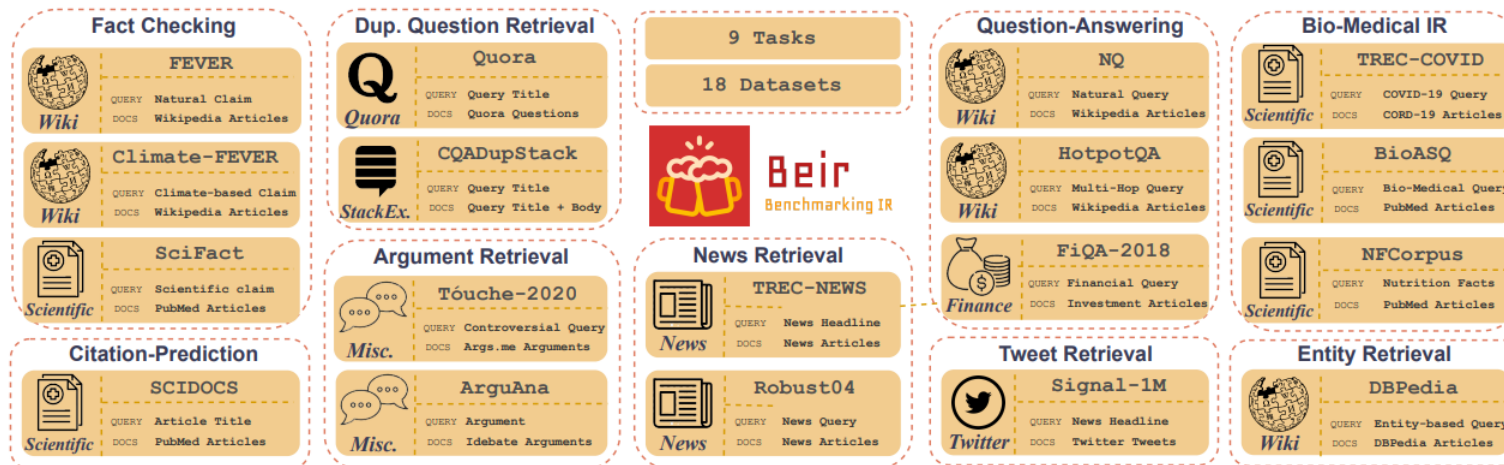 Fact Checking
FEVER
QUERY Natural Claim
DOCS Wikipedia Articles
Wiki
Climate-FEVER
QUERY Climate-based Claim
DOCS Wikipedia Articles
Wiki
SciFact
QUERY Scientific claim
DOCS PubMed Articles
Scientific
Citation-Prediction
SCIDOCS
QUERY Article Title
DOCS PubMed Articles
Scientific
Dup. Question Retrieval
Q
Quora
QUERY Query Title
DOCS Quora Questions
Quora
CQADupStack
QUERY Query Title
DOCS Query Title + Body
StackEx.
Argument Retrieval
Tóuche-2020
QUERY Controversial Query
DOCS Args.me Arguments
Misc.
ArguAna
QUERY Argument
DOCS Idebate Arguments
Misc.
9 Tasks
18 Datasets
Beir
Benchmarking IR
News Retrieval
TREC-NEWS
QUERY News Headline
DOCS News Articles
News
Robust04
QUERY News Query
DOCS News Articles
News
Question-Answering
NQ
QUERY Natural Query
DOCS Wikipedia Articles
Wiki
HotpotQA
QUERY Multi-Hop Query
DOCS Wikipedia Articles
Wiki
FiQA-2018
QUERY Financial Query
DOCS Investment Articles
Finance
Tweet Retrieval
Signal-1M
QUERY News Headline
DOCS Twitter Tweets
Twitter
Bio-Medical IR
TREC-COVID
QUERY COVID-19 Query
DOCS CORD-19 Articles
Scientific
BioASQ
QUERY Bio-Medical Query
DOCS PubMed Articles
Scientific
NFCorpus
QUERY Nutrition Facts
DOCS PubMed Articles
Scientific
Entity Retrieval
DBPedia
QUERY Entity-based Query
DOCS DBPedia Articles
Wiki